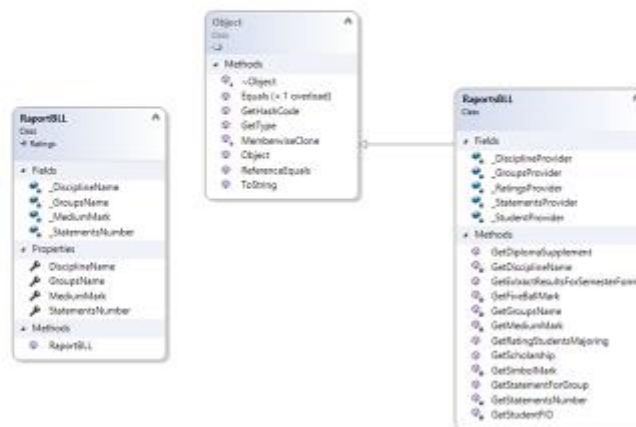 RaportBLL
Class
Ratings
Fields
_DisciplineName
_GroupsName
_MediumMark
_StatementsNumber
Properties
DisciplineName
GroupsName
MediumMark
StatementsNumber
Methods
RaportBLL
Object
Class
Methods
~Object
Equals (+ 1 overload)
GetHashCode
GetType
MemberwiseClone
Object
ReferenceEquals
ToString
RaportsBLL
Class
Fields
_DisciplineProvider
_GroupsProvider
_RatingsProvider
_StatementsProvider
_StudentProvider
Methods
GetDiplomaSupplement
GetDisciplineName
GetExtractResultsForSemesterForm
GetFiveBallMark
GetGroupsName
GetMediumMark
GetRatingStudentsMajoring
GetScholarship
GetSimbolMark
GetStatementForGroup
GetStatementsNumber
GetStudentFIO